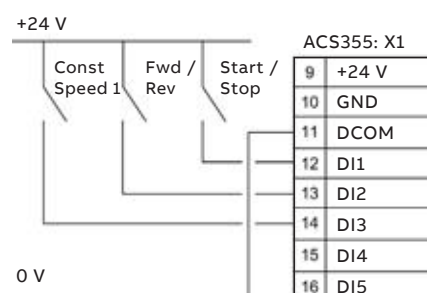 +24 V
ACS355: X1
Const Speed 1
Fwd / Rev
Start / Stop
9 +24 V
10 GND
11 DCOM
12 DI1
13 DI2
14 DI3
15 DI4
0 V
16 DI5